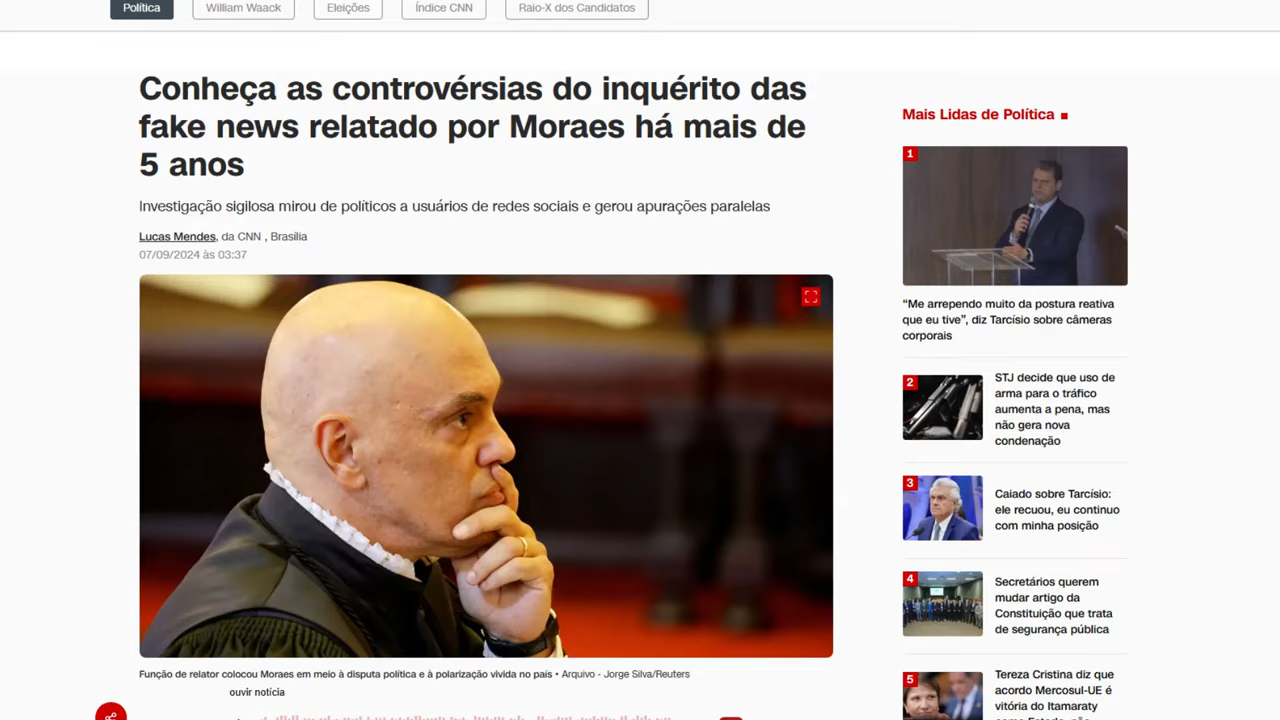 Política
William Waack
Eleições
Índice CNN
Raio-X dos Candidatos
Conheça as controvérsias do inquérito das
fake news relatado por Moraes há mais de
5 anos
Investigação sigilosa mirou de políticos a usuários de redes sociais e gerou apurações paralelas
Lucas Mendes, da CNN , Brasília
07/09/2024 às 03:37
Função de relator colocou Moraes em meio à disputa política e à polarização vivida no país • Arquivo - Jorge Silva/Reuters
ouvir notícia
Mais Lidas de Política
1
“Me arrependo muito da postura reativa
que eu tive”, diz Tarcísio sobre câmeras
corporais
2
STJ decide que uso de
arma para o tráfico
aumenta a pena, mas
não gera nova
condenação
3
Caiado sobre Tarcísio:
ele recuou, eu continuo
com minha posição
4
Secretários querem
mudar artigo da
Constituição que trata
de segurança pública
5
Tereza Cristina diz que
acordo Mercosul-UE é
vitória do Itamaraty